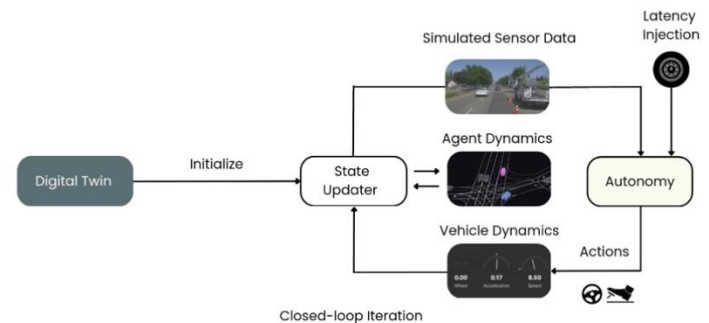 Latency
Injection
Simulated Sensor Data
Agent Dynamics
Initialize
Digital Twin
State
Updater
Autonomy
Vehicle Dynamics
Actions
0.00
0.17
8.50
Wheel
Acceleration
Speed
Closed-loop Iteration